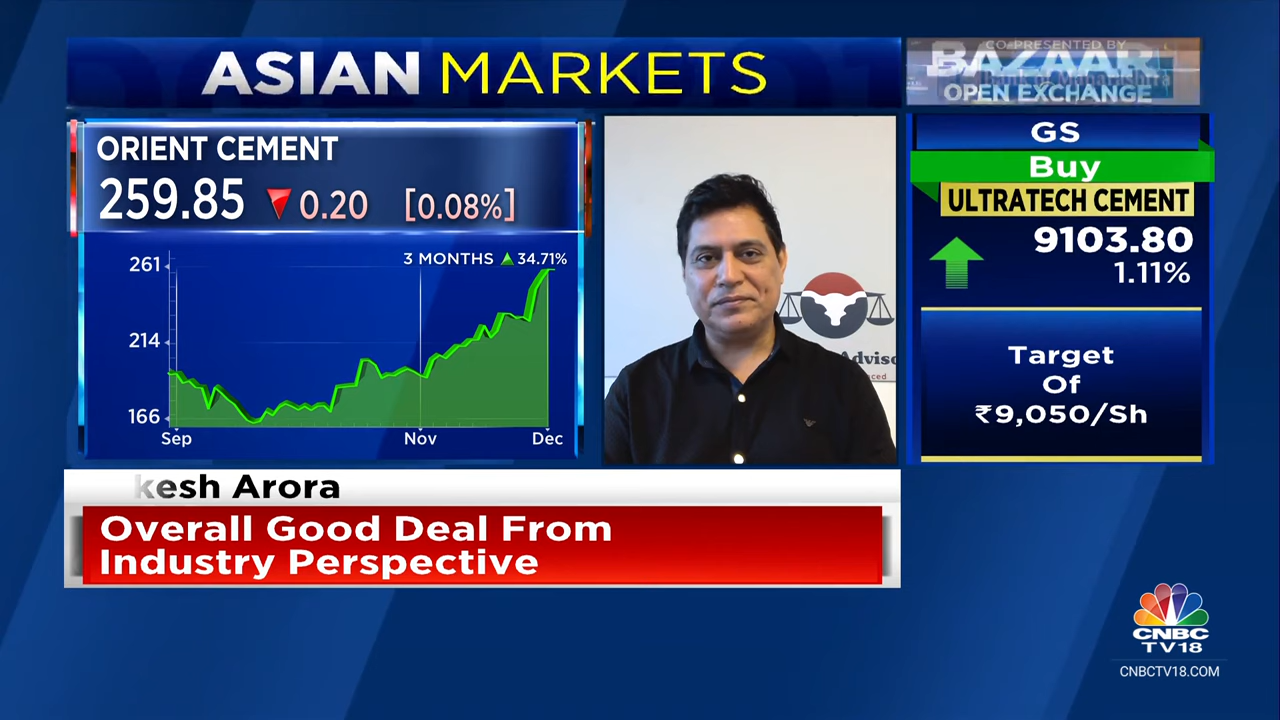 ASIAN MARKETS
CO-PRESENTED BY
BAZAAR
OPEN EXCHANGE
ORIENT CEMENT
259.85 ▼ 0.20 [0.08%]
3 MONTHS ▲ 34.71%
261
214
166
Sep Nov Dec
GS
Buy
ULTRATECH CEMENT
9103.80
1.11%
Target
Of
₹9,050/Sh
kesh Arora
Overall Good Deal From
Industry Perspective
CNBC
TV18
CNBCTV18.COM